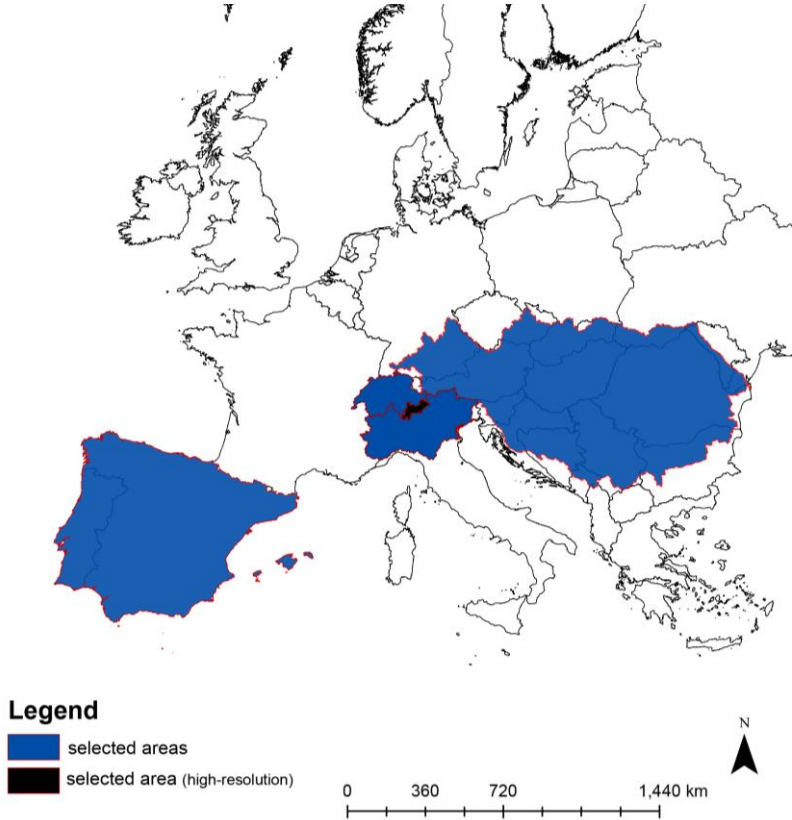 Legend
selected areas
selected area (high-resolution)
N
0 360 720 1,440 km